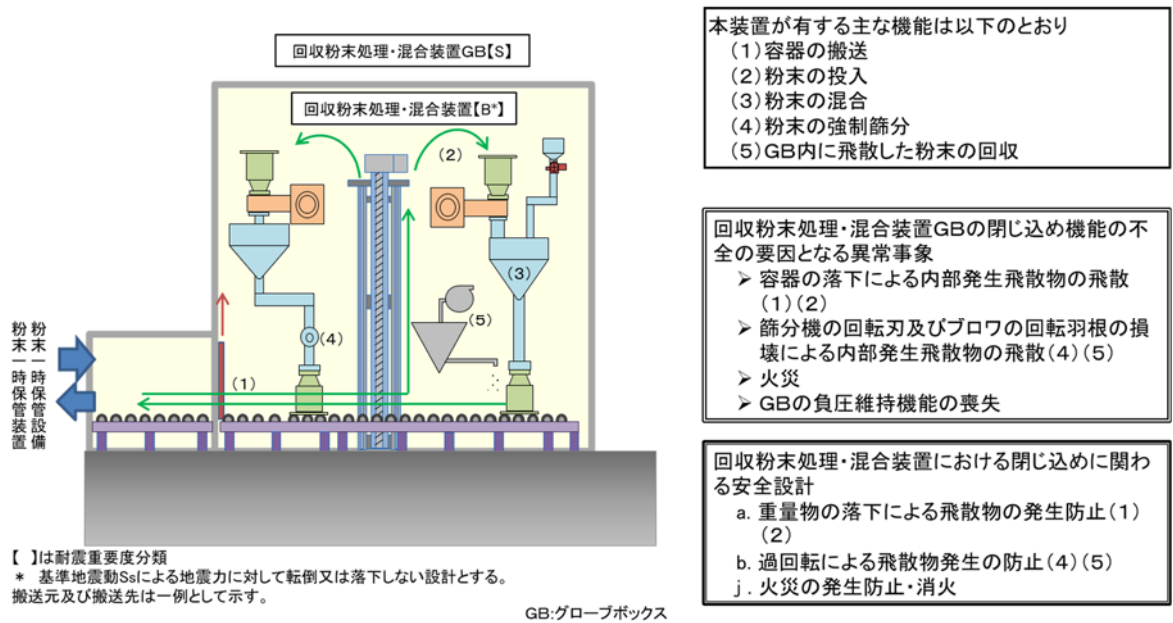 回収粉末処理・混合装置GB【S】
回収粉末処理・混合装置【B*】
(2)
(3)
(5)
(4)
(1)
粉末一時保管設備
粉末一時保管装置
【 】は耐震重要度分類
* 基準地震動Ssによる地震力に対して転倒又は落下しない設計とする。
搬送元及び搬送先は一例として示す。
GB:グローブボックス
本装置が有する主な機能は以下のとおり
(1)容器の搬送
(2)粉末の投入
(3)粉末の混合
(4)粉末の強制篩分
(5)GB内に飛散した粉末の回収
回収粉末処理・混合装置GBの閉じ込め機能の不
全の要因となる異常事象
➢ 容器の落下による内部発生飛散物の飛散
(1)(2)
➢ 篩分機の回転刃及びブロワの回転羽根の損
壊による内部発生飛散物の飛散(4)(5)
➢ 火災
➢ GBの負圧維持機能の喪失
回収粉末処理・混合装置における閉じ込めに関わ
る安全設計
a. 重量物の落下による飛散物の発生防止(1)
(2)
b. 過回転による飛散物発生の防止(4)(5)
j. 火災の発生防止・消火